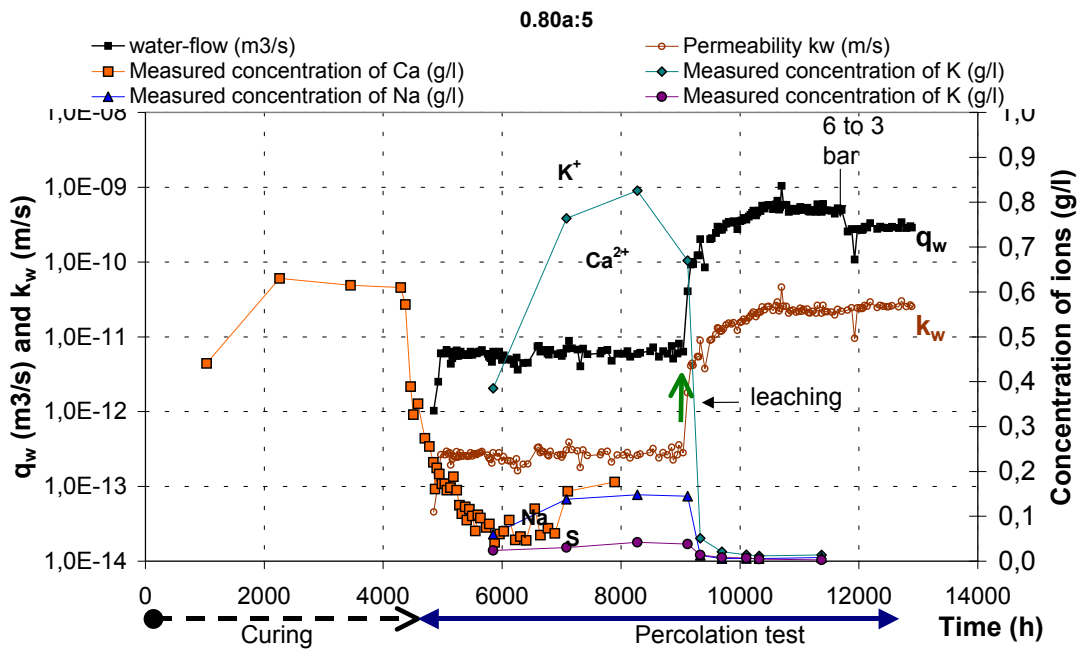 0.80a:5
water-flow (m3/s)
Permeability kw (m/s)
Measured concentration of Ca (g/l)
Measured concentration of K (g/l)
Measured concentration of Na (g/l)
Measured concentration of K (g/l)
1,0E-08
1,0E-09
1,0E-10
1,0E-11
1,0E-12
1,0E-13
1,0E-14
q_w (m3/s) and k_w (m/s)
1,0
0,9
0,8
0,7
0,6
0,5
0,4
0,3
0,2
0,1
0,0
Concentration of ions (g/l)
6 to 3
bar
K⁺
Ca²⁺
q_w
k_w
leaching
Na
S
0 2000 4000 6000 8000 10000 12000 14000
Curing
Percolation test
Time (h)